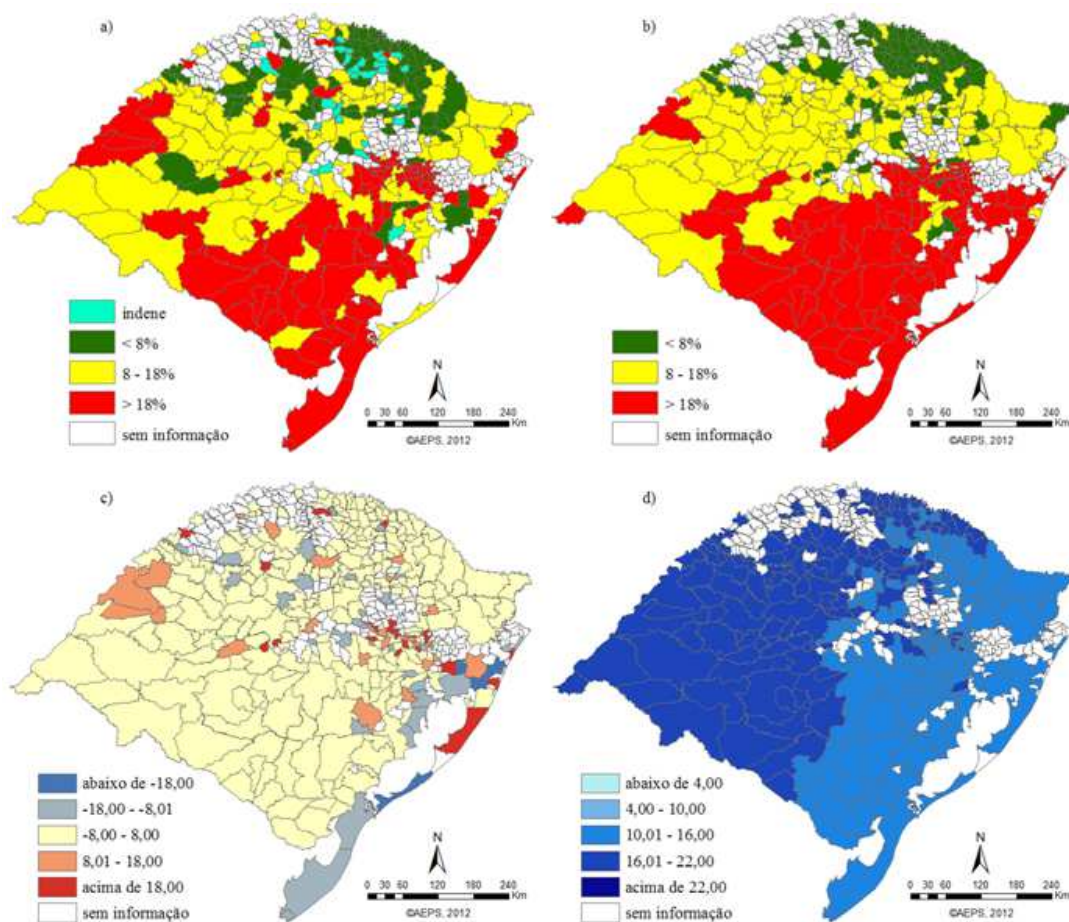 a)
indene
< 8%
8 - 18%
> 18%
sem informação
N
0 30 60 120 180 240
Km
©AEPS, 2012
b)
< 8%
8 - 18%
> 18%
sem informação
N
0 30 60 120 180 240
Km
©AEPS, 2012
c)
abaixo de -18,00
-18,00 - -8,01
-8,00 - 8,00
8,01 - 18,00
acima de 18,00
sem informação
N
0 30 60 120 180 240
Km
©AEPS, 2012
d)
abaixo de 4,00
4,00 - 10,00
10,01 - 16,00
16,01 - 22,00
acima de 22,00
sem informação
N
0 30 60 120 180 240
Km
©AEPS, 2012